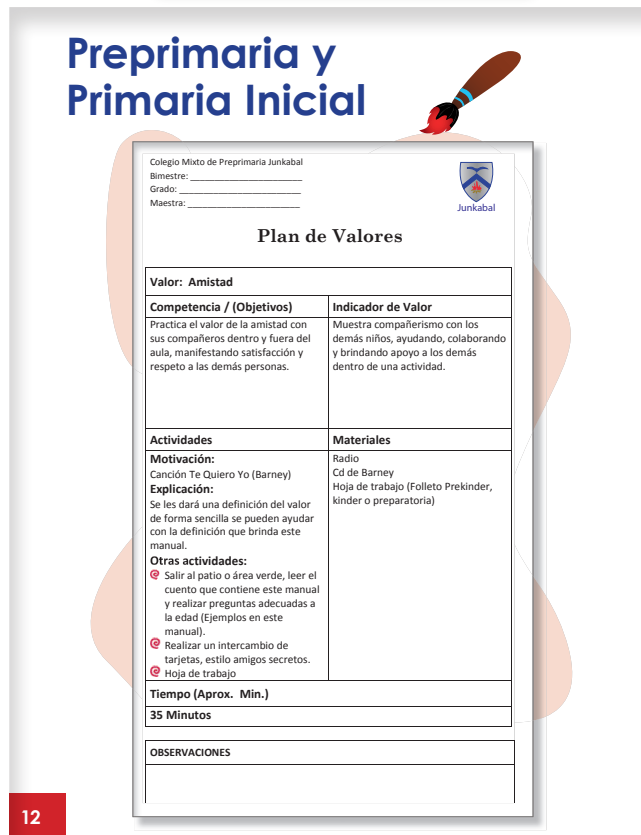 Preprimaria y
Primaria Inicial
Colegio Mixto de Preprimaria Junkabal
Bimestre: ______________________
Grado: ________________________
Maestra: ______________________
Junkabal
Plan de Valores
Valor: Amistad
Competencia / (Objetivos)
Indicador de Valor
Practica el valor de la amistad con
sus compañeros dentro y fuera del
aula, manifestando satisfacción y
respeto a las demás personas.
Muestra compañerismo con los
demás niños, ayudando, colaborando
y brindando apoyo a los demás
dentro de una actividad.
Actividades
Materiales
Motivación:
Canción Te Quiero Yo (Barney)
Explicación:
Se les dará una definición del valor
de forma sencilla se pueden ayudar
con la definición que brinda este
manual.
Otras actividades:
Salir al patio o área verde, leer el
cuento que contiene este manual
y realizar preguntas adecuadas a
la edad (Ejemplos en este
manual).
Realizar un intercambio de
tarjetas, estilo amigos secretos.
Hoja de trabajo
Radio
Cd de Barney
Hoja de trabajo (Folleto Prekinder,
kinder o preparatoria)
Tiempo (Aprox. Min.)
35 Minutos
OBSERVACIONES
12